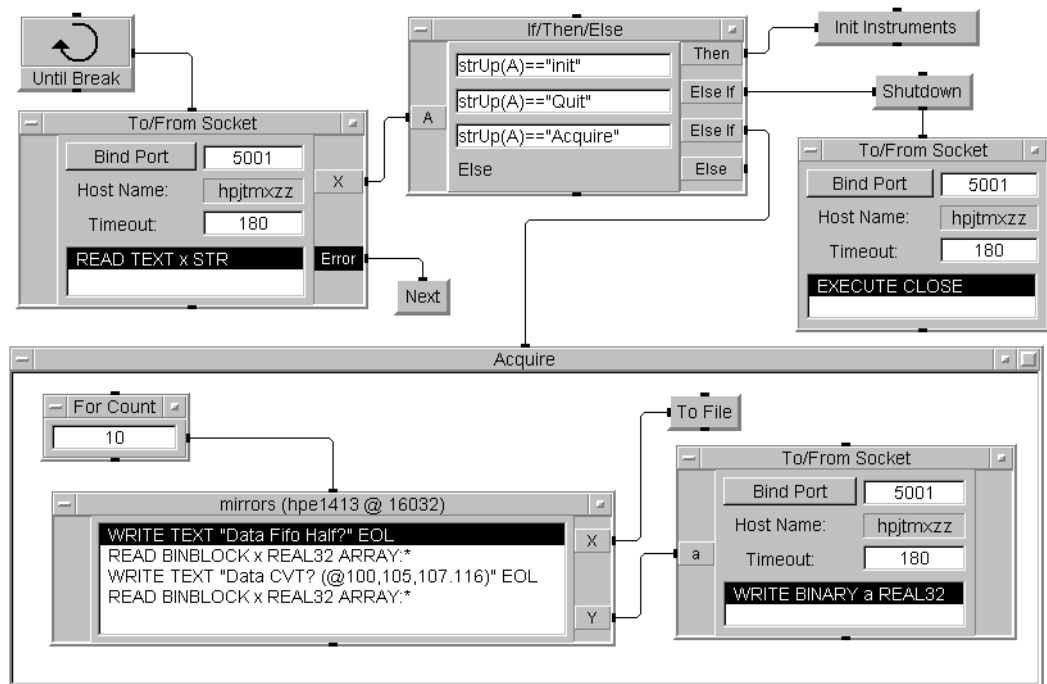 Until Break
To/From Socket
Bind Port
5001
Host Name:
hpjtmxzz
Timeout:
180
READ TEXT x STR
X
Error
Next
If/Then/Else
A
strUp(A)=="init"
strUp(A)=="Quit"
strUp(A)=="Acquire"
Else
Then
Else If
Else If
Else
Init Instruments
Shutdown
To/From Socket
Bind Port
5001
Host Name:
hpjtmxzz
Timeout:
180
EXECUTE CLOSE
Acquire
For Count
10
mirrors (hpe1413 @ 16032)
WRITE TEXT "Data Fifo Half?" EOL
READ BINBLOCK x REAL32 ARRAY:*
WRITE TEXT "Data CVT? (@100,105,107.116)" EOL
READ BINBLOCK x REAL32 ARRAY:*
X
Y
To File
To/From Socket
Bind Port
5001
Host Name:
hpjtmxzz
a
Timeout:
180
WRITE BINARY a REAL32